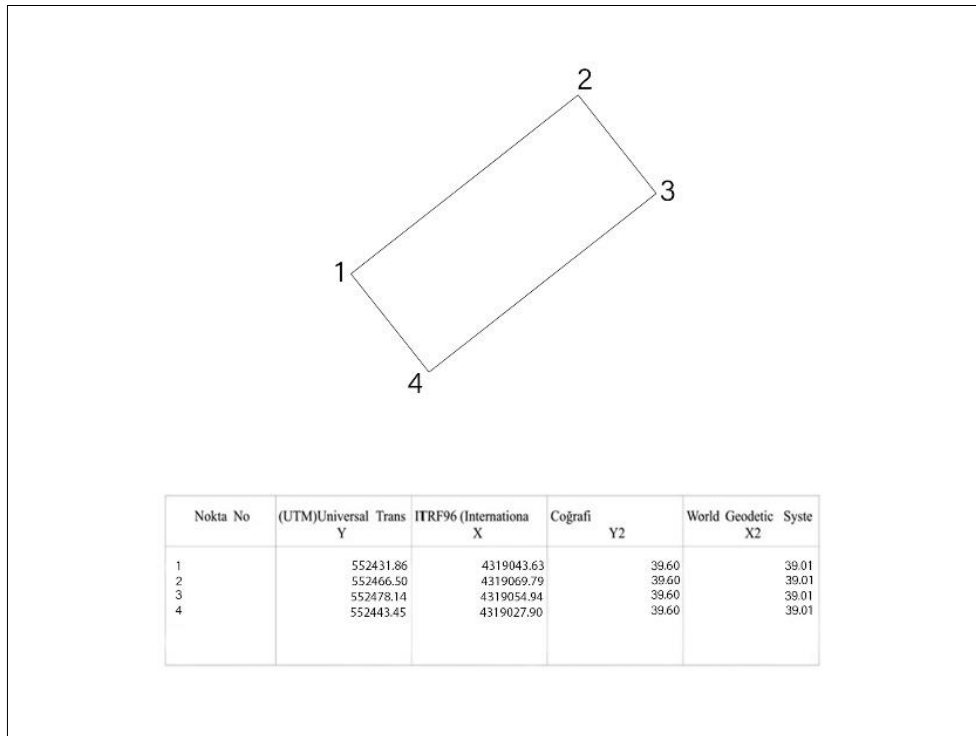 2
3
1
4
Nokta No (UTM)Universal Trans ITRF96 (Internationa Coğrafi World Geodetic Syste
Y X Y2 X2
1 552431.86 4319043.63 39.60 39.01
2 552466.50 4319069.79 39.60 39.01
3 552478.14 4319054.94 39.60 39.01
4 552443.45 4319027.90 39.60 39.01